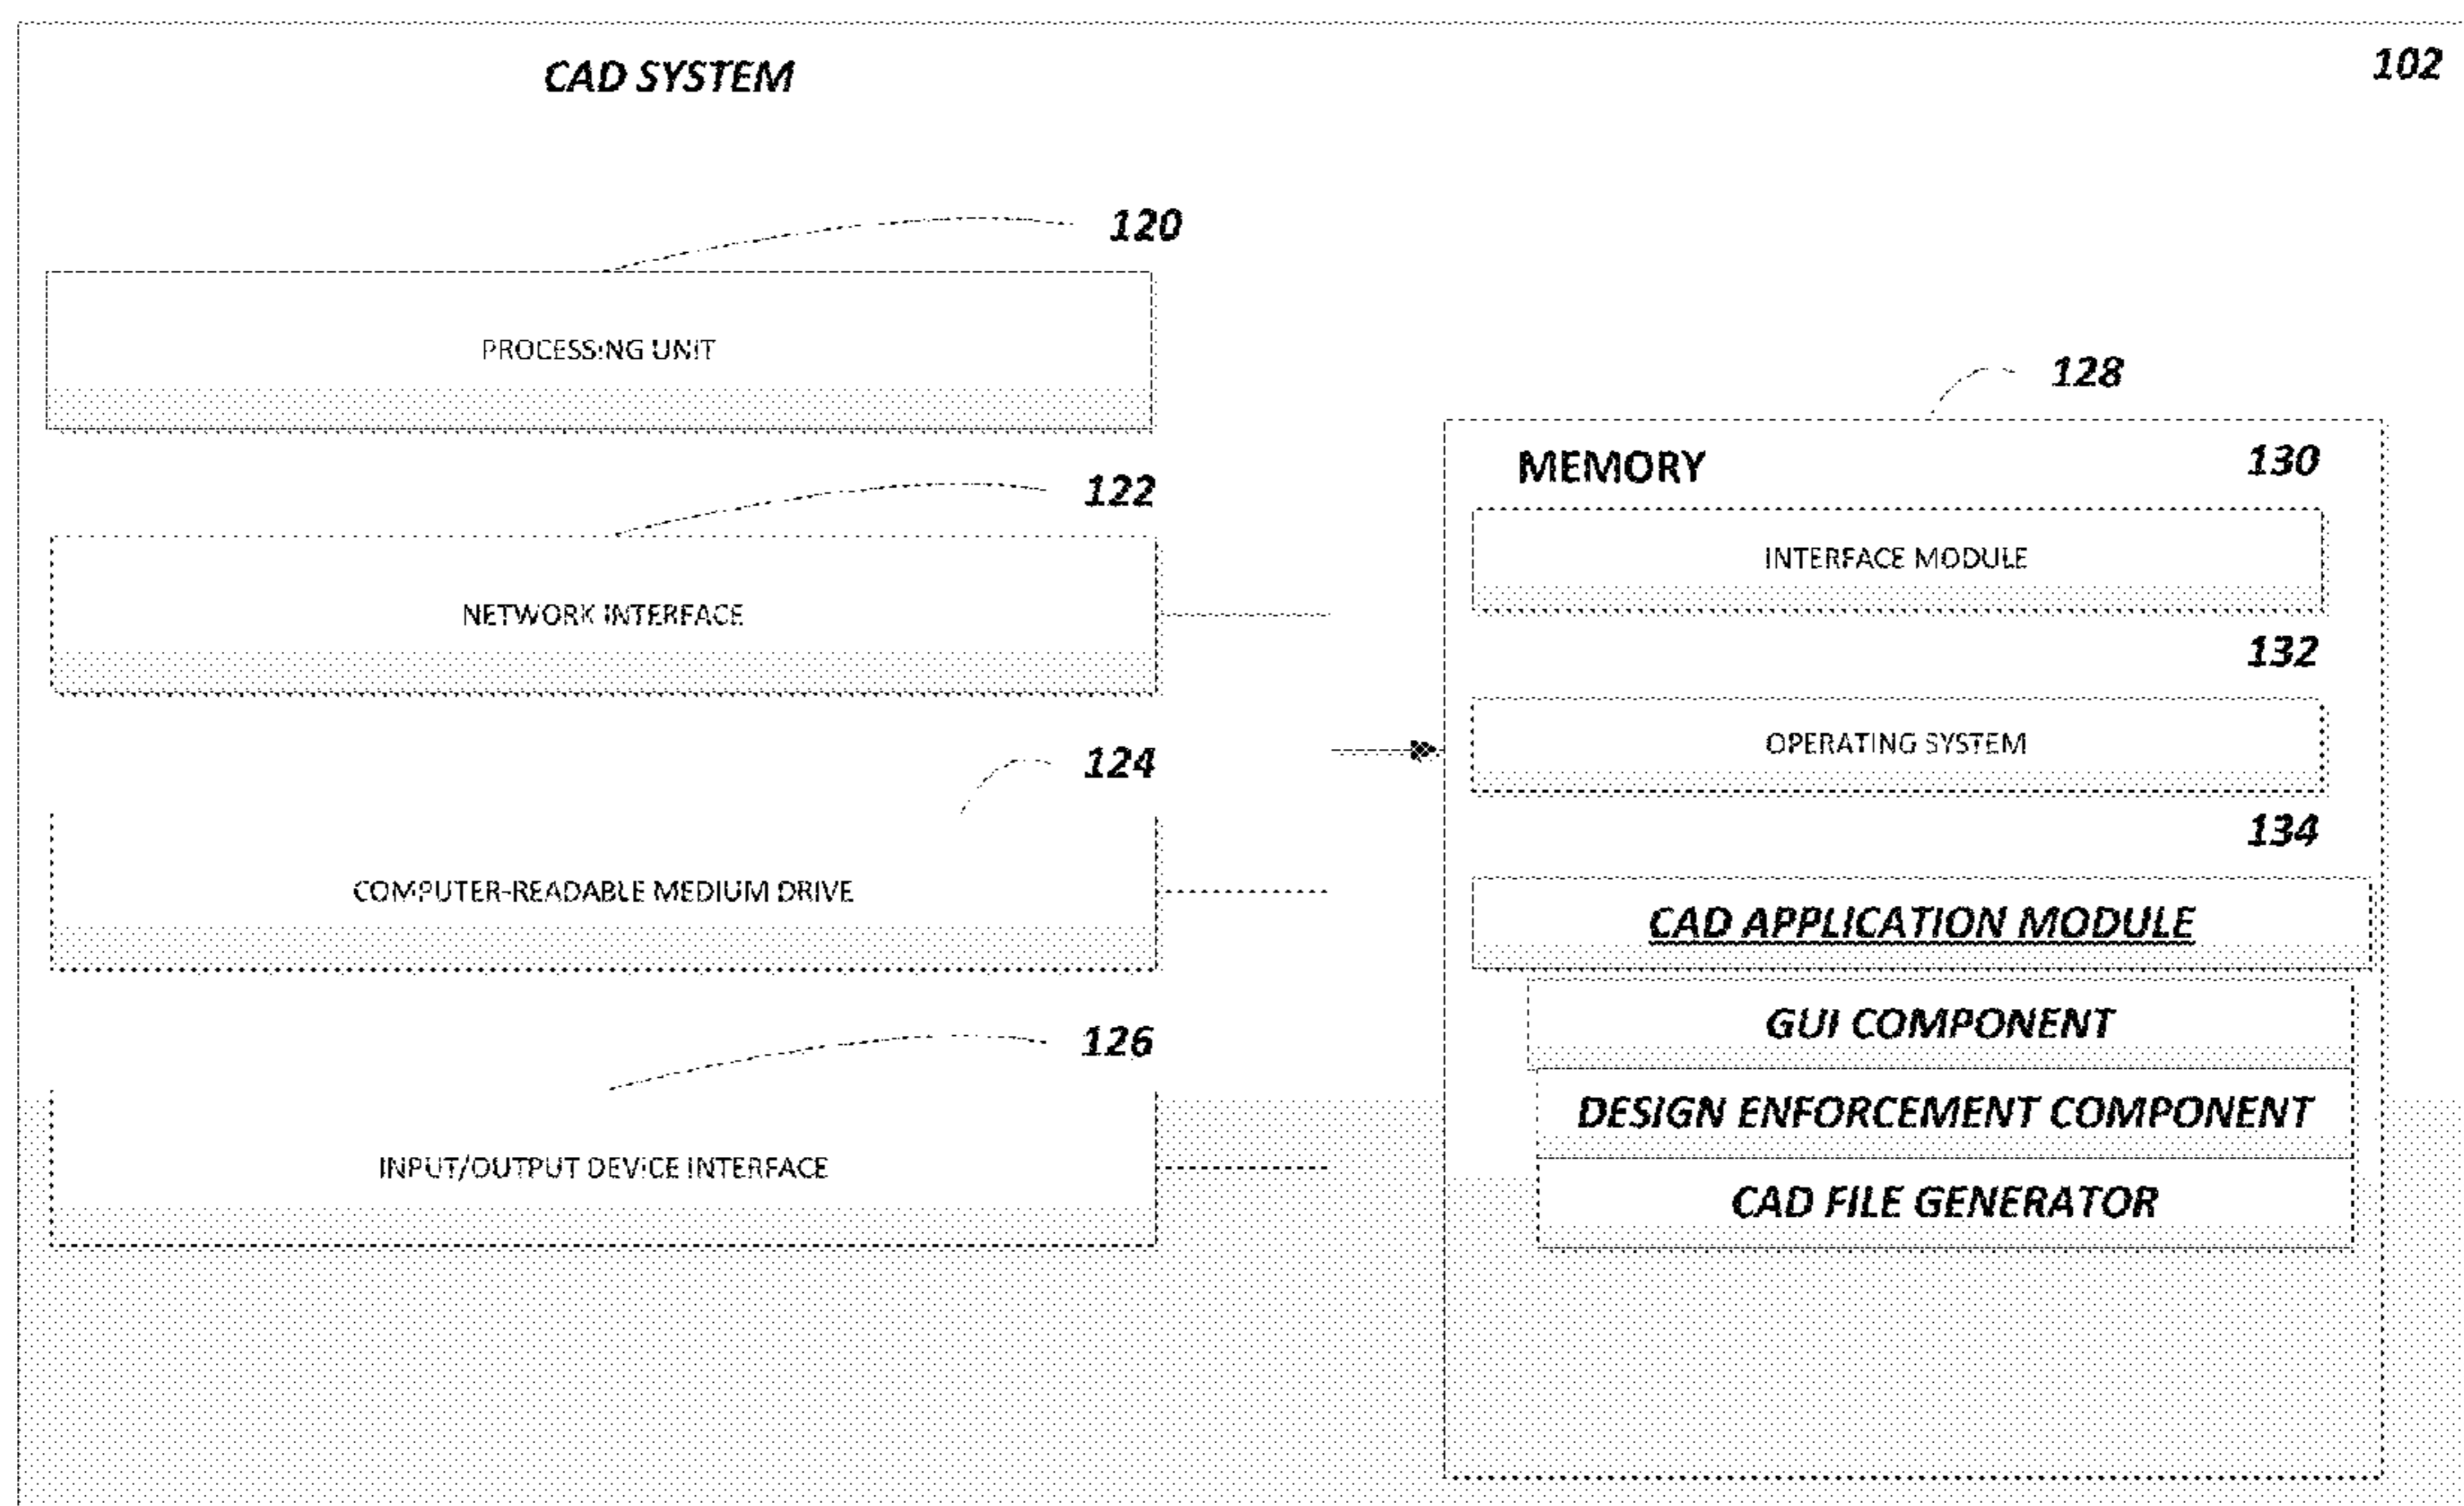 CAD SYSTEM
102
120
PROCESSING UNIT
122
NETWORK INTERFACE
124
COMPUTER-READABLE MEDIUM DRIVE
126
INPUT/OUTPUT DEVICE INTERFACE
128
MEMORY
130
INTERFACE MODULE
132
OPERATING SYSTEM
134
CAD APPLICATION MODULE
GUI COMPONENT
DESIGN ENFORCEMENT COMPONENT
CAD FILE GENERATOR